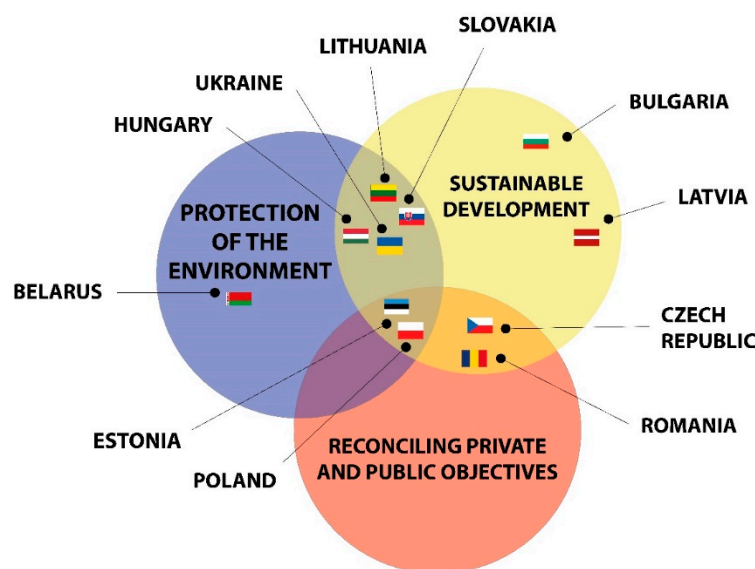 SLOVAKIA
LITHUANIA
UKRAINE
HUNGARY
BULGARIA
SUSTAINABLE
DEVELOPMENT
LATVIA
PROTECTION
OF THE
ENVIRONMENT
BELARUS
CZECH
REPUBLIC
ROMANIA
ESTONIA
POLAND
RECONCILING PRIVATE
AND PUBLIC OBJECTIVES